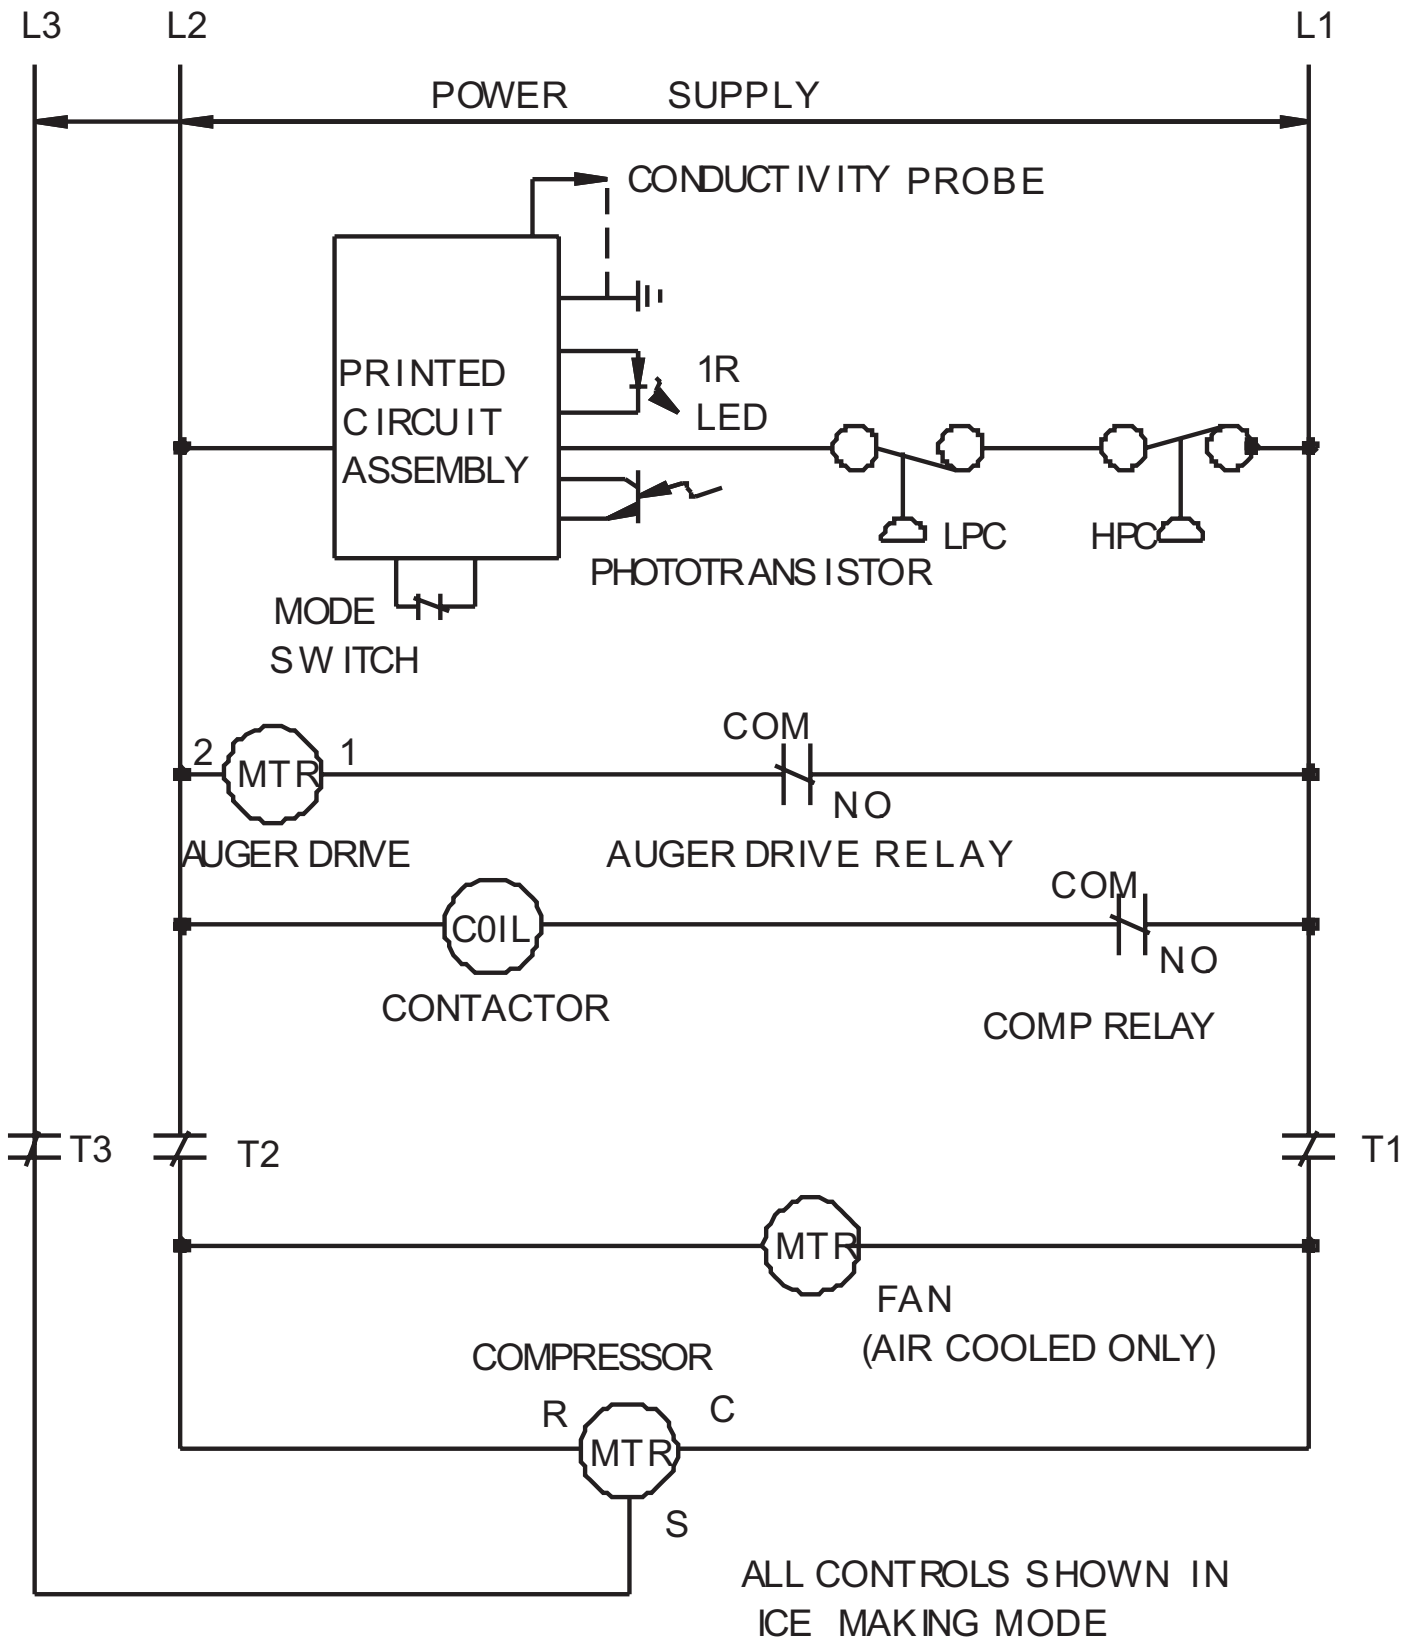 L3 L2 L1
POWER SUPPLY
CONDUCTIVITY PROBE
PRINTED
CIRCUIT
ASSEMBLY
1R
LED
LPC
HPC
PHOTOTRANSISTOR
MODE
SWITCH
2
MTR
1
COM
NO
AUGER DRIVE
AUGER DRIVE RELAY
COM
C0IL
NO
CONTACTOR
COMP RELAY
T3
T2
T1
MTR
FAN
(AIR COOLED ONLY)
COMPRESSOR
R
C
MTR
S
ALL CONTROLS SHOWN IN
ICE MAKING MODE